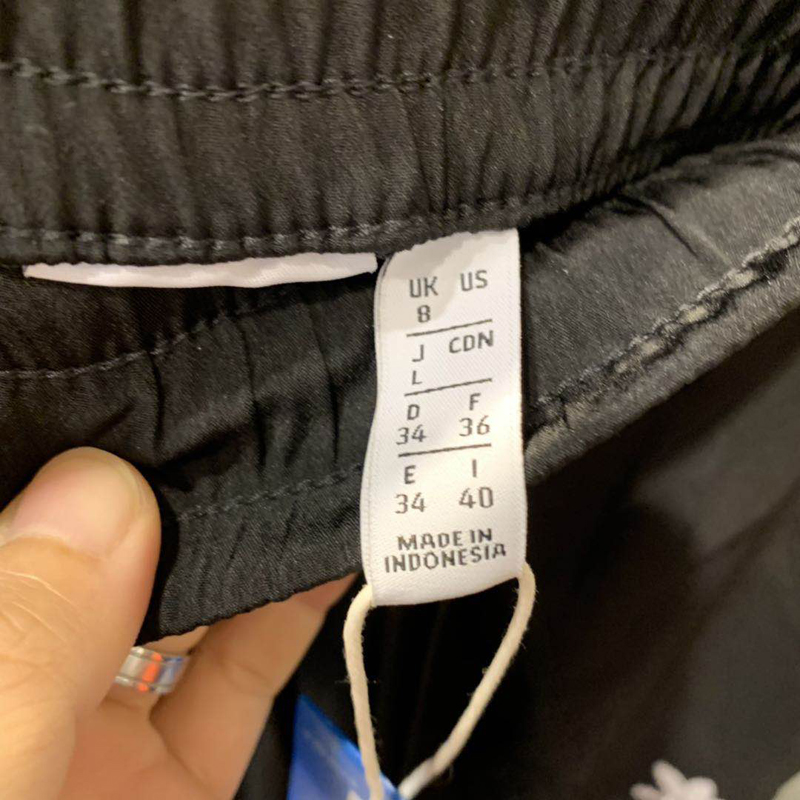 UK US
8
J CDN
L
D F
34 36
E I
34 40
MADE IN
INDONESIA